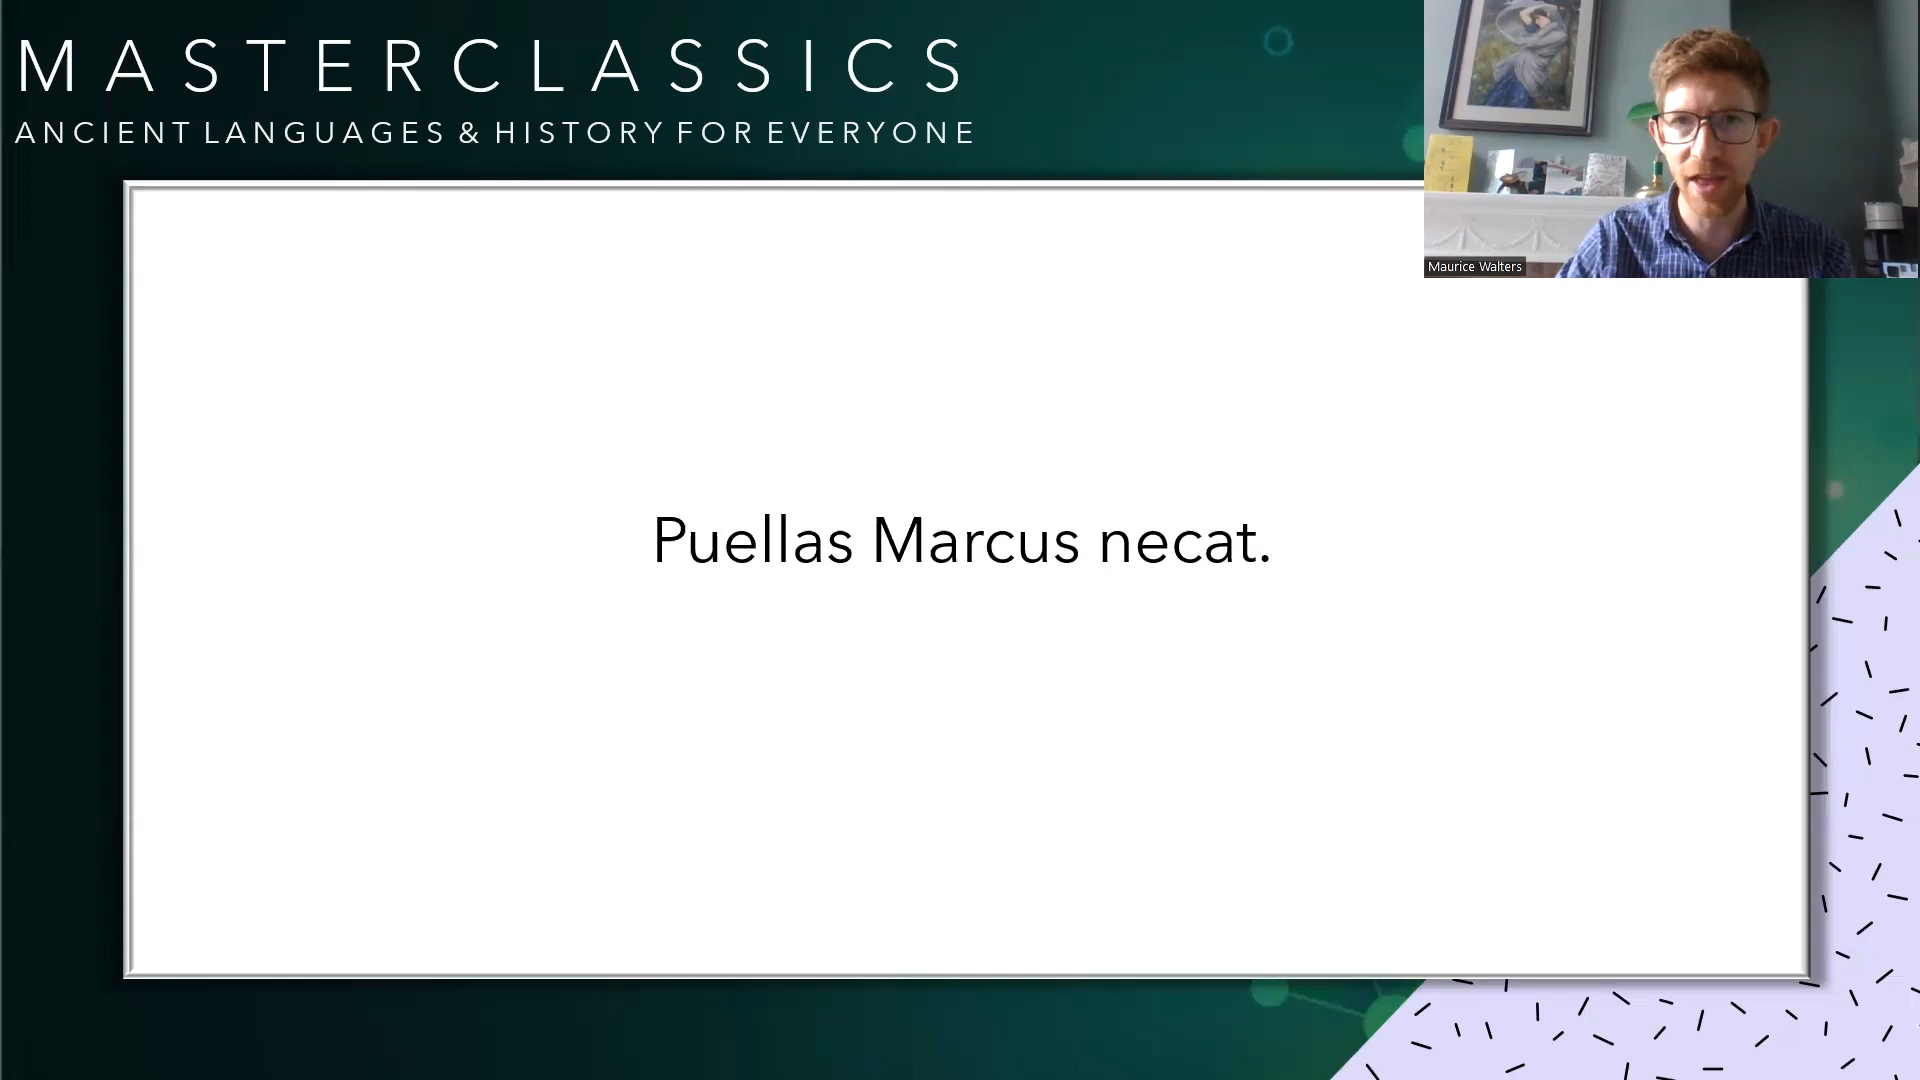 MASTERCLASSICS
ANCIENT LANGUAGES & HISTORY FOR EVERYONE
Maurice Walters
Puellas Marcus necat.